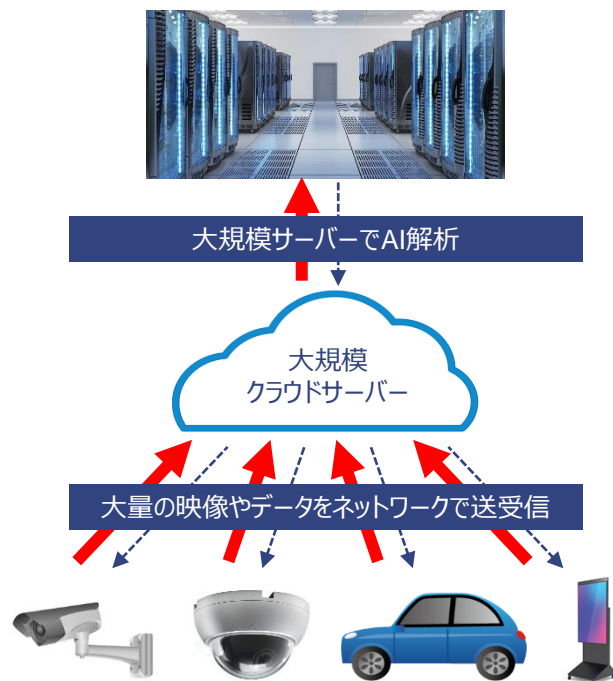 大規模サーバーでAI解析
大規模
クラウドサーバー
大量の映像やデータをネットワークで送受信